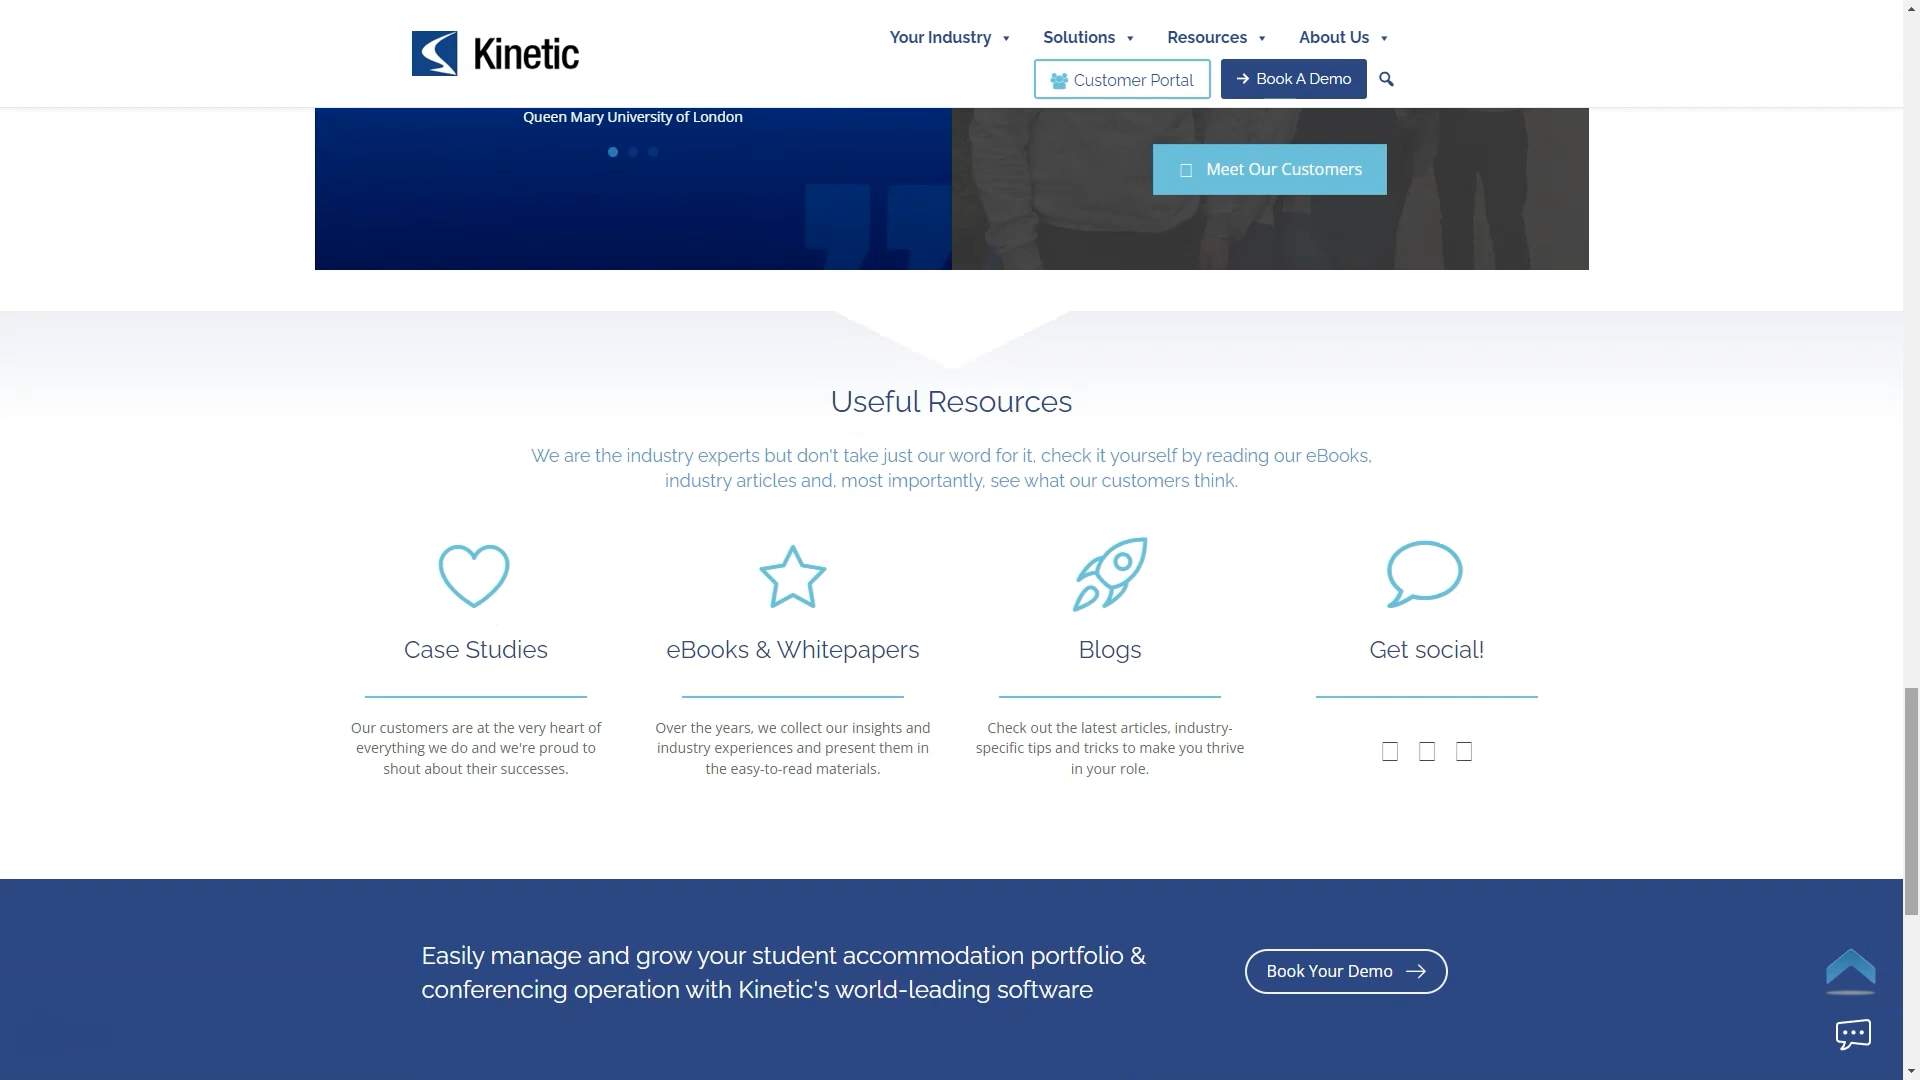 Kinetic
Your Industry
Solutions
Resources
About Us
Customer Portal
Book A Demo
Queen Mary University of London
Meet Our Customers
Useful Resources
We are the industry experts but don't take just our word for it, check it yourself by reading our eBooks,
industry articles and, most importantly, see what our customers think.
Case Studies
Our customers are at the very heart of
everything we do and we're proud to
shout about their successes.
eBooks & Whitepapers
Over the years, we collect our insights and
industry experiences and present them in
the easy-to-read materials.
Blogs
Check out the latest articles, industry-
specific tips and tricks to make you thrive
in your role.
Get social!
Easily manage and grow your student accommodation portfolio &
conferencing operation with Kinetic's world-leading software
Book Your Demo